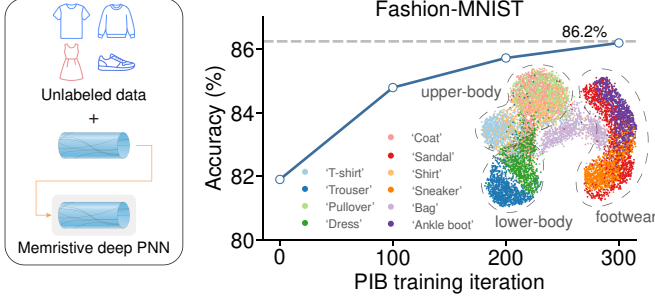 Unlabeled data
+
Memristive deep PNN
Fashion-MNIST
86.2%
Accuracy (%)
86
84
82
80
0
100
200
300
PIB training iteration
upper-body
lower-body
footwear
'T-shirt'
'Trouser'
'Pullover'
'Dress'
'Coat'
'Sandal'
'Shirt'
'Sneaker'
'Bag'
'Ankle boot'